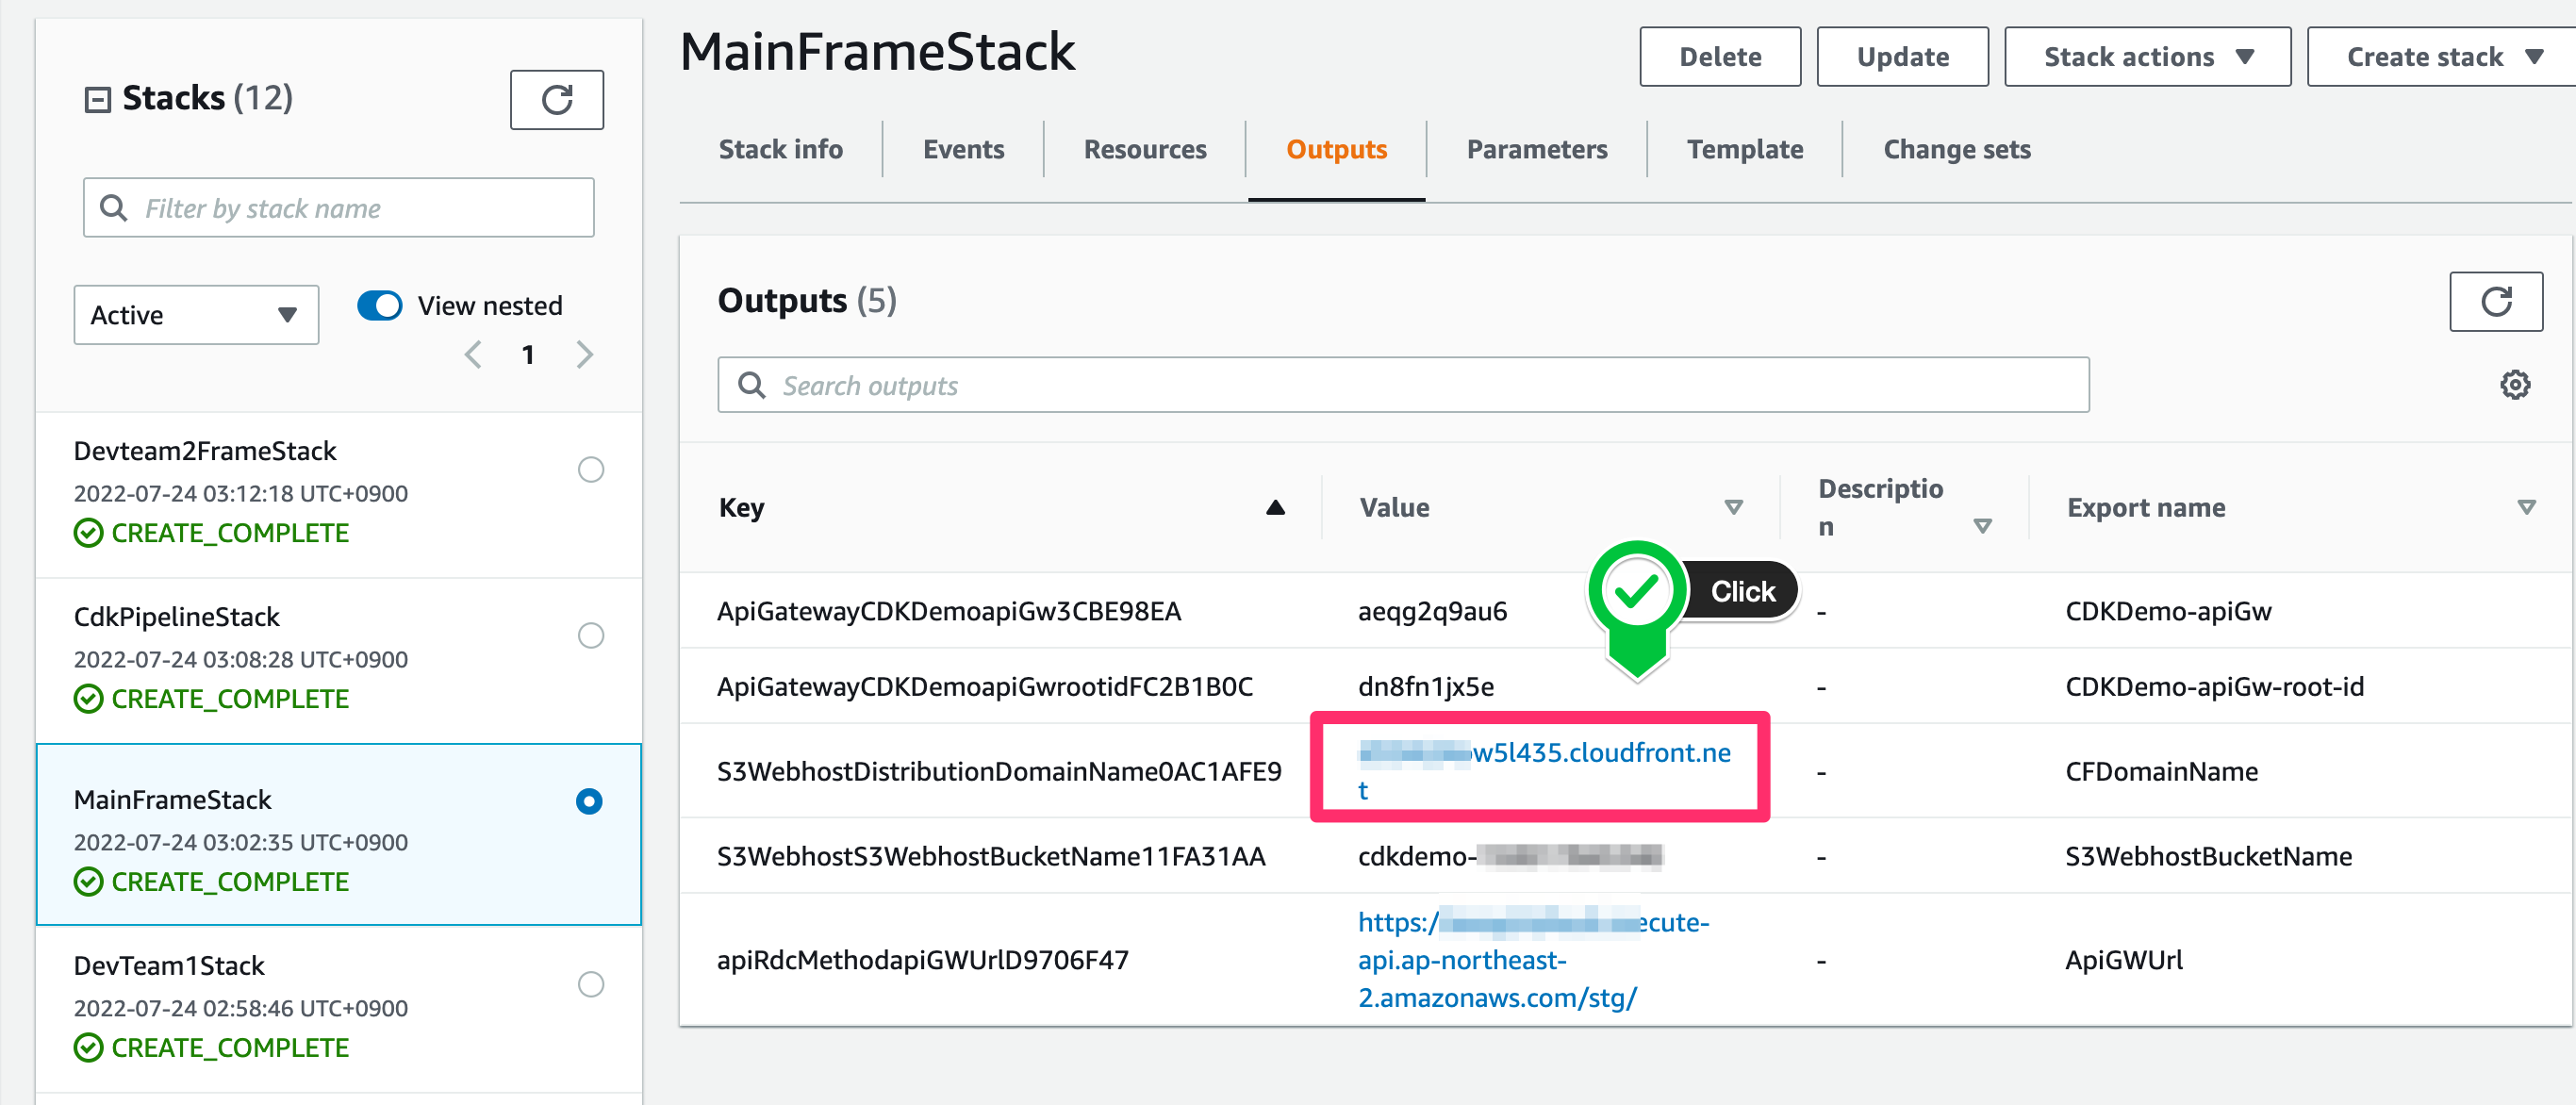 Stacks (12)
Filter by stack name
Active
View nested
1
Devteam2FrameStack
2022-07-24 03:12:18 UTC+0900
CREATE_COMPLETE
CdkPipelineStack
2022-07-24 03:08:28 UTC+0900
CREATE_COMPLETE
MainFrameStack
2022-07-24 03:02:35 UTC+0900
CREATE_COMPLETE
DevTeam1Stack
2022-07-24 02:58:46 UTC+0900
CREATE_COMPLETE
MainFrameStack
Delete Update Stack actions Create stack
Stack info Events Resources Outputs Parameters Template Change sets
Outputs (5)
Search outputs
Key Value Descriptio Export name
n
Click
ApiGatewayCDKDemoapiGw3CBE98EA aeqg2q9au6 - CDKDemo-apiGw
ApiGatewayCDKDemoapiGwrootidFC2B1B0C dn8fn1jx5e - CDKDemo-apiGw-root-id
S3WebhostDistributionDomainName0AC1AFE9 w5l435.cloudfront.ne - CFDomainName
t
S3WebhostS3WebhostBucketName11FA31AA cdkdemo- - S3WebhostBucketName
https:/ ecute-
apiRdcMethodapiGWUrlD9706F47 api.ap-northeast- - ApiGWUrl
2.amazonaws.com/stg/